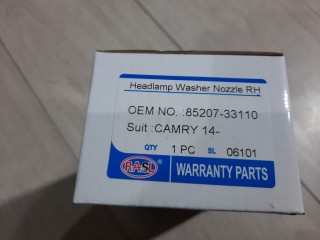 Headlamp Washer Nozzle RH
OEM NO. :85207-33110
Suit :CAMRY 14-
QTY 1 PC SL 06101
RASL WARRANTY PARTS